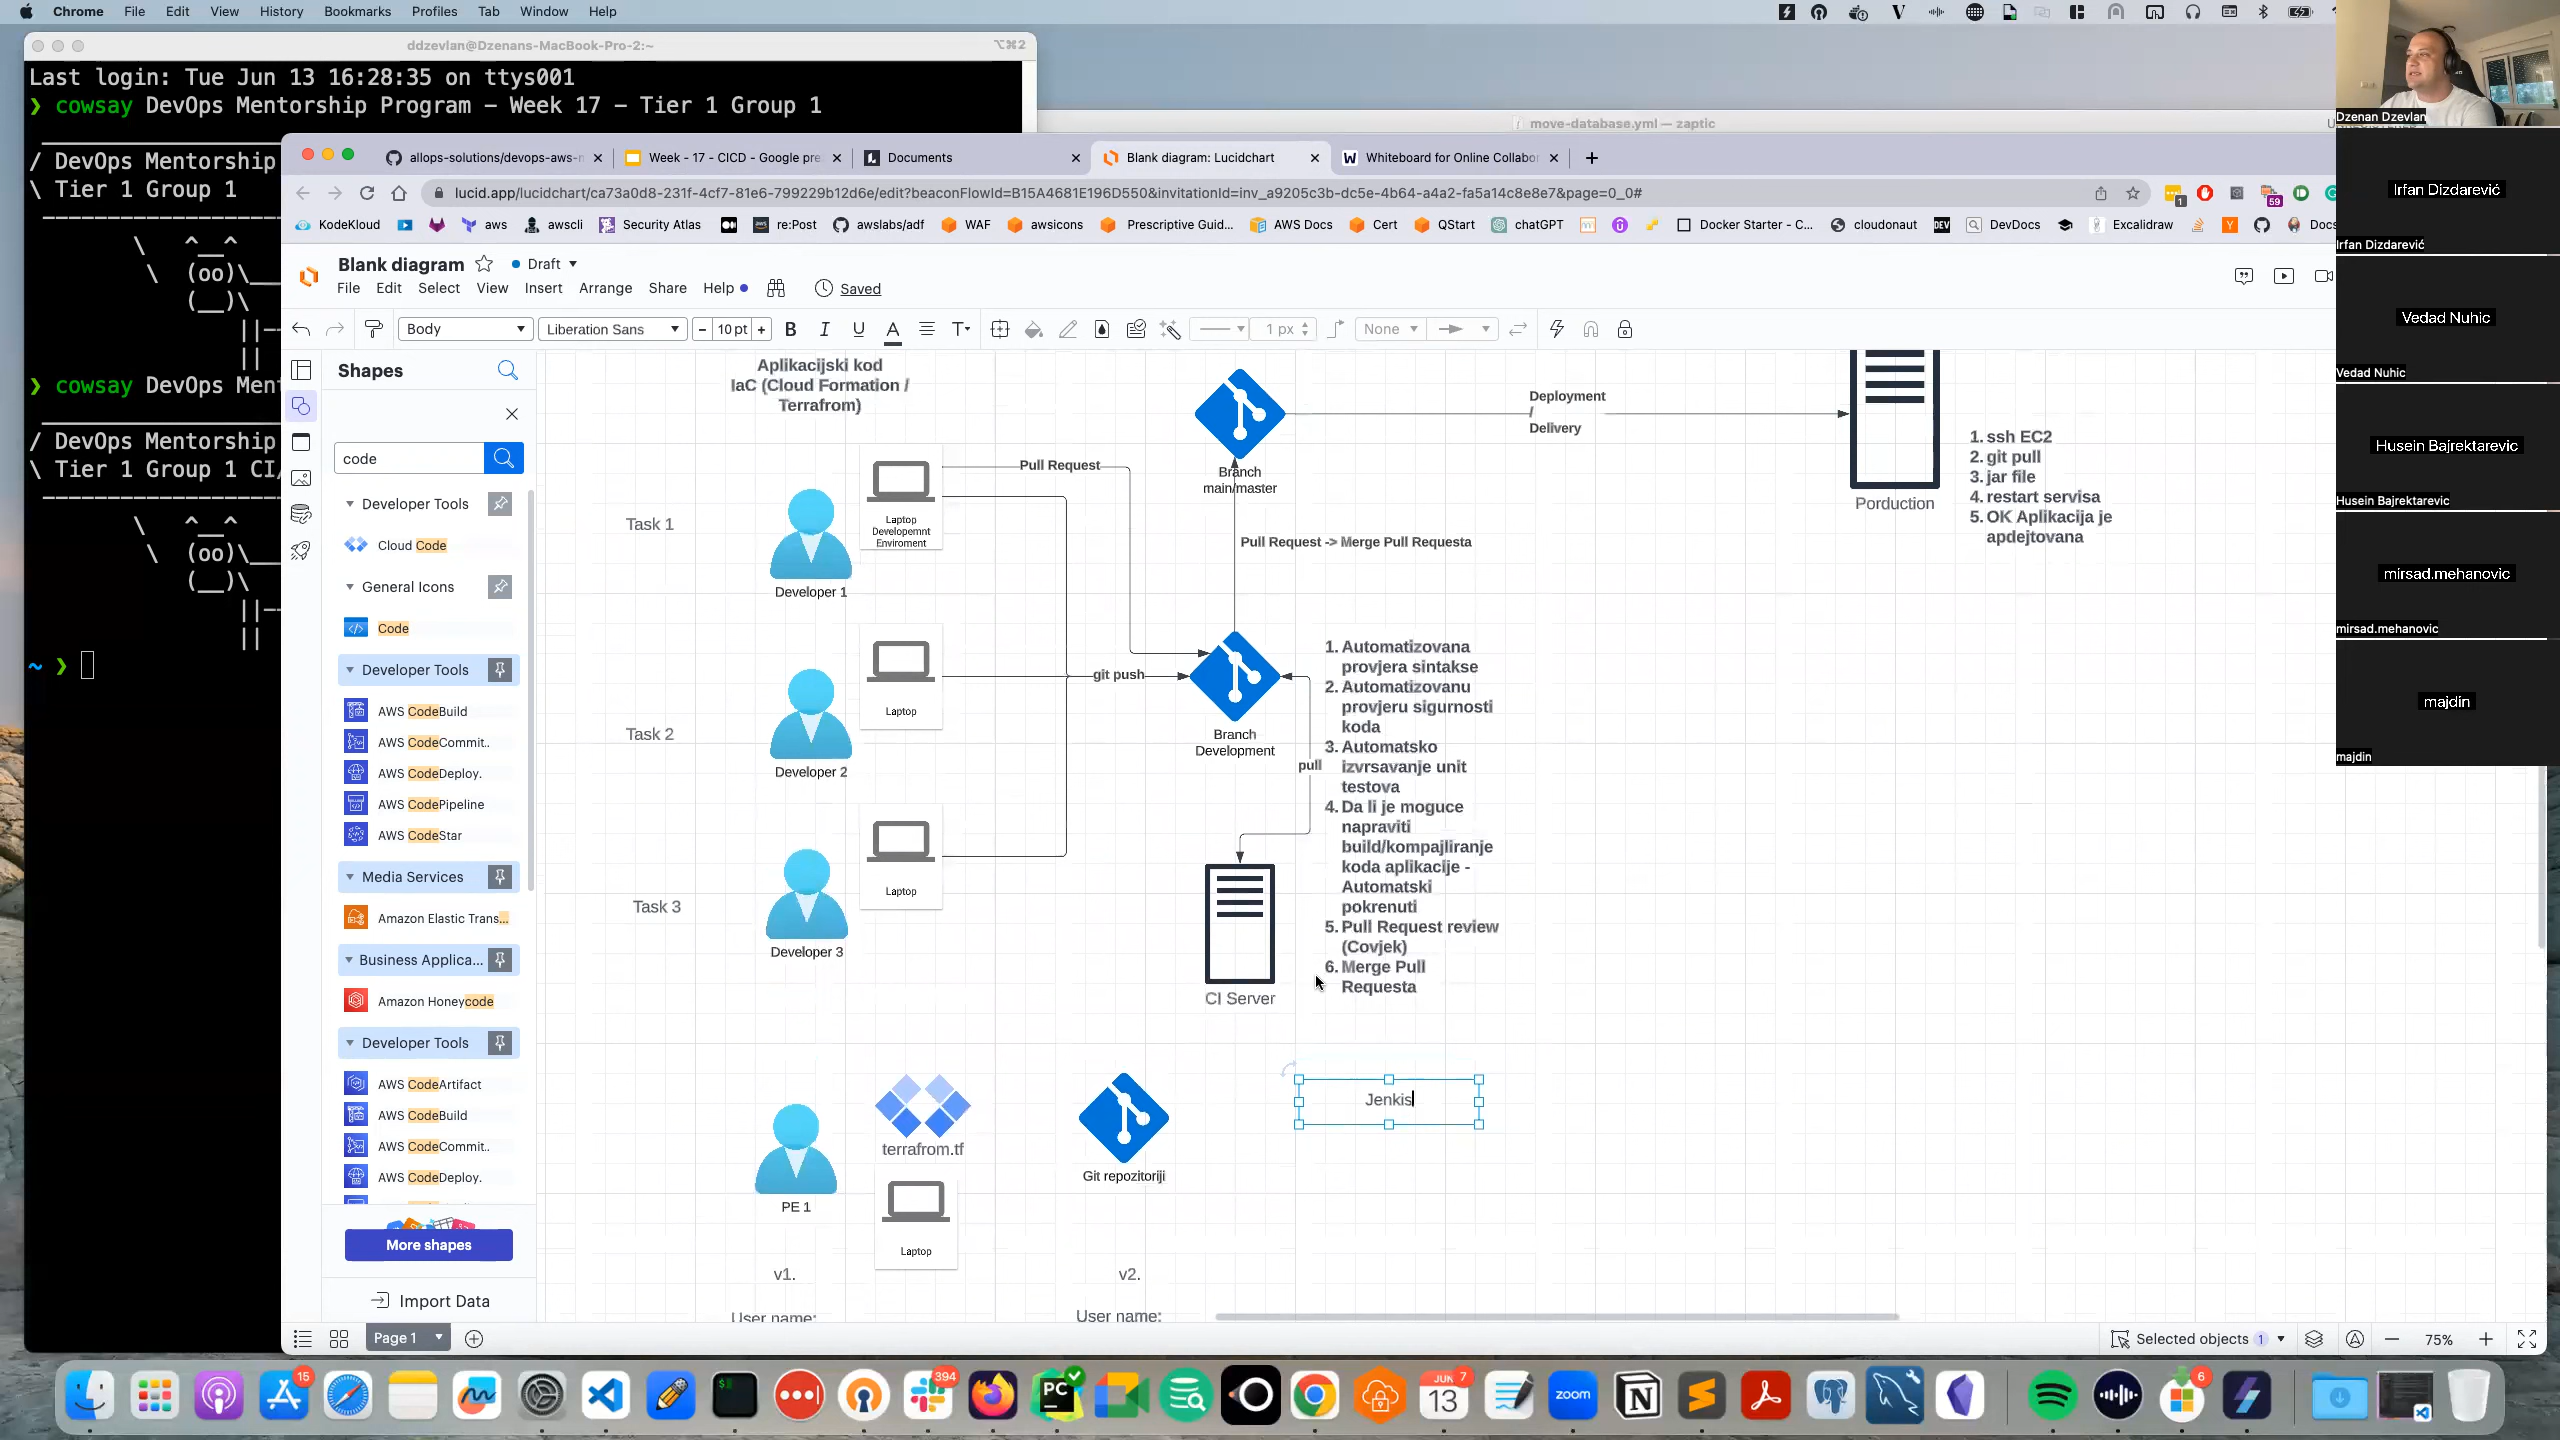 Chrome File Edit View History Bookmarks Profiles Tab Window Help
ddzevlan@Dzenans-MacBook-Pro-2:~
⌥⌘2
Last login: Tue Jun 13 16:28:35 on ttys001
❯ cowsay DevOps Mentorship Program – Week 17 – Tier 1 Group 1
/ DevOps Mentorship
\ Tier 1 Group 1
\ ^__^
\ (oo)\__
(__)\
||--
||
❯ cowsay DevOps Ment
/ DevOps Mentorship
\ Tier 1 Group 1 CI/
\ ^__^
\ (oo)\__
(__)\
||--
||
~ ❯
move-database.yml — zaptic
allops-solutions/devops-aws-m
Week - 17 - CICD - Google pre
Documents
Blank diagram: Lucidchart
Whiteboard for Online Collabo
lucid.app/lucidchart/ca73a0d8-231f-4cf7-81e6-799229b12d6e/edit?beaconFlowId=B15A4681E196D550&invitationId=inv_a9205c3b-dc5e-4b64-a4a2-fa5a14c8e8e7&page=0_0#
1
59
KodeKloud aws awscli Security Atlas re:Post awslabs/adf WAF awsicons Prescriptive Guid... AWS Docs Cert QStart chatGPT Docker Starter - C... cloudonaut DEV DevDocs Excalidraw Docs
Blank diagram Draft
File Edit Select View Insert Arrange Share Help Saved
Body Liberation Sans 10 pt B I U A T 1 px None
Shapes
code
Developer Tools
Cloud Code
General Icons
Code
Developer Tools
AWS CodeBuild
AWS CodeCommit..
AWS CodeDeploy.
AWS CodePipeline
AWS CodeStar
Media Services
Amazon Elastic Trans...
Business Applica...
Amazon Honeycode
Developer Tools
AWS CodeArtifact
AWS CodeBuild
AWS CodeCommit..
AWS CodeDeploy.
More shapes
Import Data
Aplikacijski kod
IaC (Cloud Formation /
Terrafrom)
Task 1
Laptop
Developemnt
Enviroment
Developer 1
Pull Request
Branch
main/master
Deployment
/
Delivery
Porduction
1. ssh EC2
2. git pull
3. jar file
4. restart servisa
5. OK Aplikacija je
apdejtovana
Pull Request -> Merge Pull Requesta
Task 2
Laptop
Developer 2
git push
Branch
Development
pull
1. Automatizovana
provjera sintakse
2. Automatizovanu
provjeru sigurnosti
koda
3. Automatsko
izvrsavanje unit
testova
4. Da li je moguce
napraviti
build/kompajliranje
koda aplikacije -
Automatski
pokrenuti
5. Pull Request review
(Covjek)
6. Merge Pull
Requesta
Task 3
Laptop
Developer 3
CI Server
PE 1
terrafrom.tf
Laptop
Git repozitoriji
Jenkis
v1.
v2.
User name:
User name:
Page 1
Selected objects 1
75%
Dzenan Dzevlan
Irfan Dizdarević
Irfan Dizdarević
Vedad Nuhic
Vedad Nuhic
Husein Bajrektarevic
Husein Bajrektarevic
mirsad.mehanovic
mirsad.mehanovic
majdin
majdin
15
394
PC
JUN 7
13
zoom
6